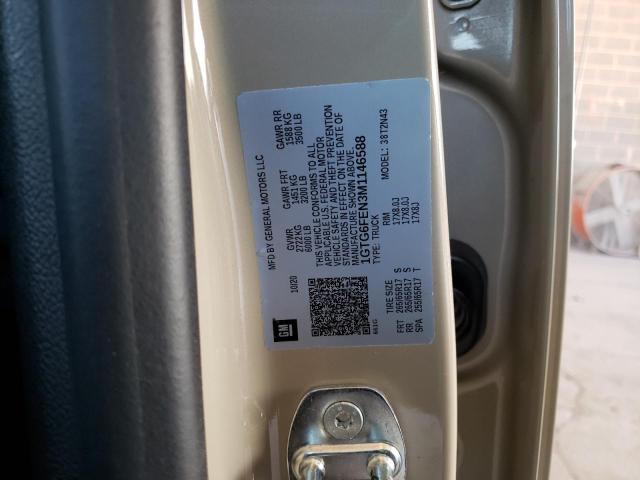 GM
MFD BY GENERAL MOTORS LLC
10/20
GVWR GAWR FRT GAWR RR
2722 KG 1451 KG 1588 KG
6000 LB 3200 LB 3500 LB
THIS VEHICLE CONFORMS TO ALL
APPLICABLE U.S. FEDERAL MOTOR
VEHICLE SAFETY AND THEFT PREVENTION
STANDARDS IN EFFECT ON THE DATE OF
MANUFACTURE SHOWN ABOVE.
1GTG6FEN3M1146588
TYPE: TRUCK MODEL: 38T2N43
TIRE SIZE RIM
FRT 265/65R17 S 17X8.0J
RR 265/65R17 S 17X8.0J
SPA 255/65R17 T 17X8J